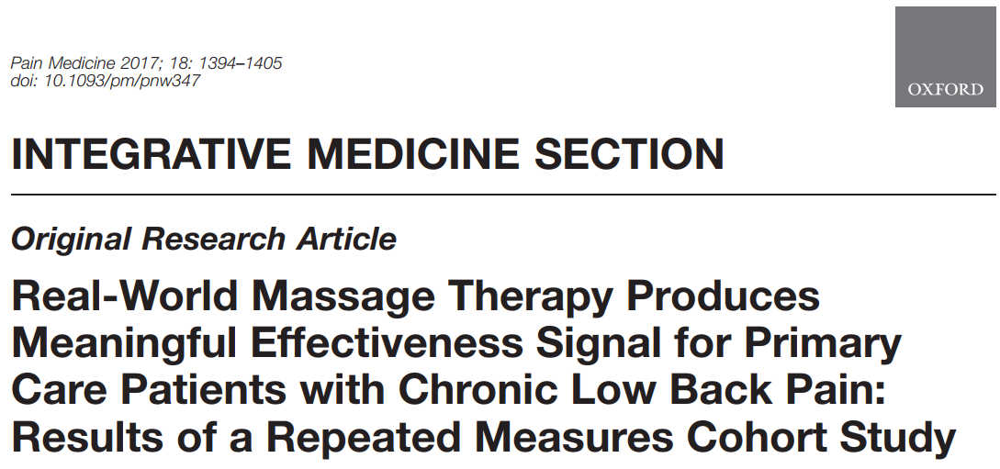 Pain Medicine 2017; 18: 1394–1405
doi: 10.1093/pm/pnw347
OXFORD
INTEGRATIVE MEDICINE SECTION
Original Research Article
Real-World Massage Therapy Produces
Meaningful Effectiveness Signal for Primary
Care Patients with Chronic Low Back Pain:
Results of a Repeated Measures Cohort Study